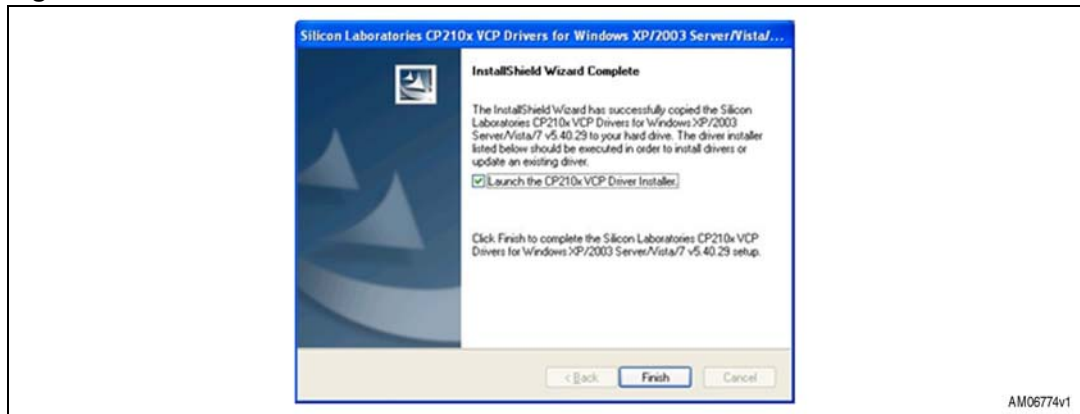 Silicon Laboratories CP210x VCP Drivers for Windows XP/2003 Server/Vista/...
InstallShield Wizard Complete
The InstallShield Wizard has successfully copied the Silicon
Laboratories CP210x VCP Drivers for Windows XP/2003
Server/Vista/7 v5.40.29 to your hard drive. The driver installer
listed below should be executed in order to install drivers or
update an existing driver.
Launch the CP210x VCP Driver Installer.
Click Finish to complete the Silicon Laboratories CP210x VCP
Drivers for Windows XP/2003 Server/Vista/7 v5.40.29 setup.
< Back Finish Cancel
AM06774v1